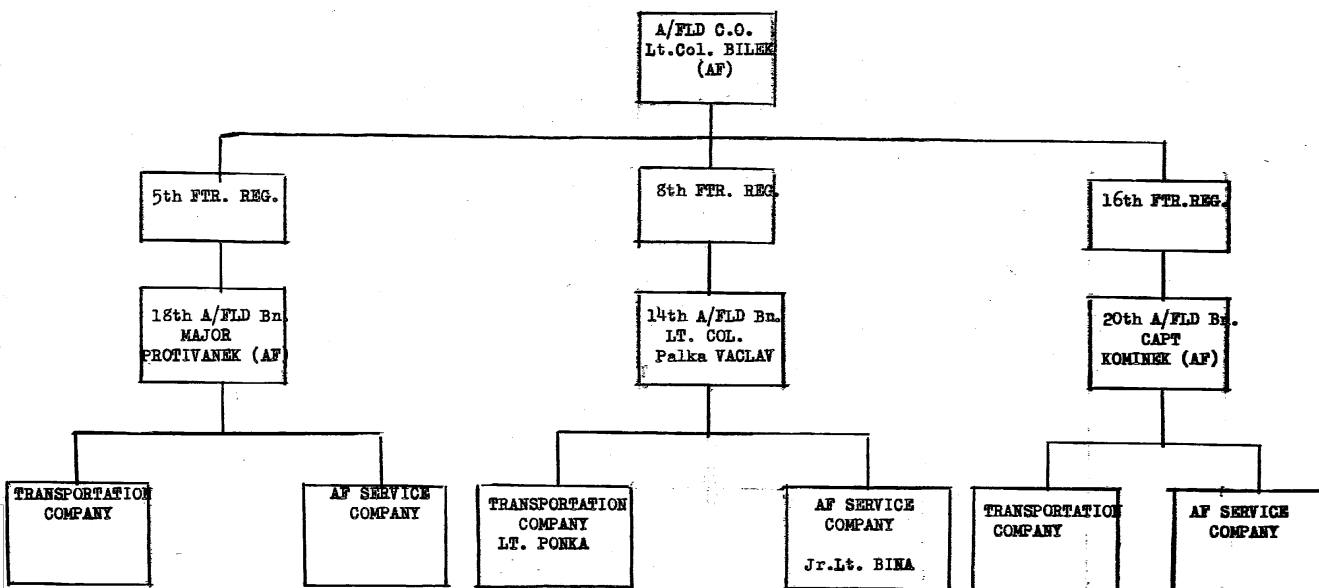 A/FLD C.O.
Lt.Col. BILEK
(AF)
5th FTR. REG.
8th FTR. REG.
16th FTR.REG.
18th A/FLD Bn.
MAJOR
PROTIVANEK (AF)
14th A/FLD Bn.
LT. COL.
Palka VACLAV
20th A/FLD Bn.
CAPT
KOMINEK (AF)
TRANSPORTATION
COMPANY
AF SERVICE
COMPANY
TRANSPORTATION
COMPANY
LT. PONKA
AF SERVICE
COMPANY
Jr.Lt. BINA
TRANSPORTATION
COMPANY
AF SERVICE
COMPANY